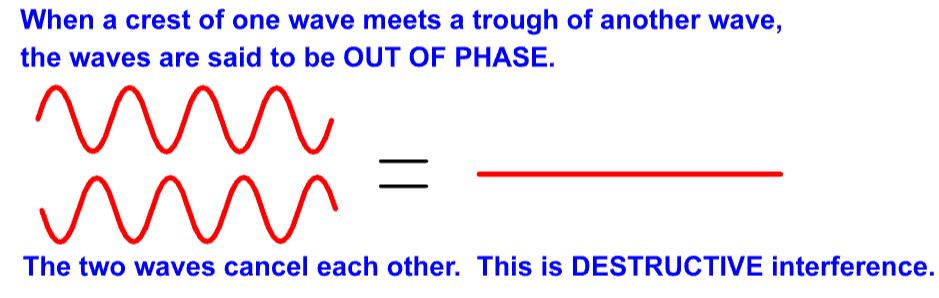 When a crest of one wave meets a trough of another wave,
the waves are said to be OUT OF PHASE.
The two waves cancel each other.  This is DESTRUCTIVE interference.